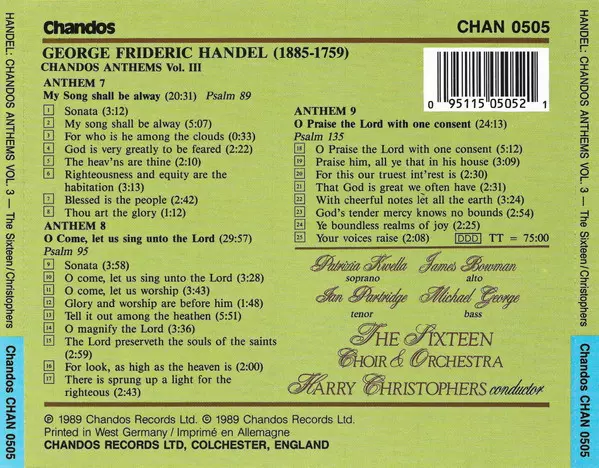 HANDEL: CHANDOS ANTHEMS VOL. 3 — The Sixteen/Christophers
Chandos CHAN 0505
Chandos
CHAN 0505
GEORGE FRIDERIC HANDEL (1885-1759)
CHANDOS ANTHEMS Vol. III
0 95115 05052 1
ANTHEM 7
My Song shall be alway (20:31) Psalm 89
1 Sonata (3:12)
2 My song shall be alway (5:07)
3 For who is he among the clouds (0:33)
4 God is very greatly to be feared (2:22)
5 The heav'ns are thine (2:10)
6 Righteousness and equity are the
habitation (3:13)
7 Blessed is the people (2:42)
8 Thou art the glory (1:12)
ANTHEM 8
O Come, let us sing unto the Lord (29:57)
Psalm 95
9 Sonata (3:58)
10 O come, let us sing unto the Lord (3:28)
11 O come, let us worship (3:43)
12 Glory and worship are before him (1:48)
13 Tell it out among the heathen (5:51)
14 O magnify the Lord (3:36)
15 The Lord preserveth the souls of the saints
(2:59)
16 For look, as high as the heaven is (2:00)
17 There is sprung up a light for the
righteous (2:43)
ANTHEM 9
O Praise the Lord with one consent (24:13)
Psalm 135
18 O Praise the Lord with one consent (5:12)
19 Praise him, all ye that in his house (3:09)
20 For this our truest int'rest is (2:30)
21 That God is great we often have (2:31)
22 With cheerful notes let all the earth (3:24)
23 God's tender mercy knows no bounds (2:54)
24 Ye boundless realms of joy (2:25)
25 Your voices raise (2:08) DDD TT = 75:00
Patrizia Kwella James Bowman
soprano alto
Ian Partridge Michael George
tenor bass
THE SIXTEEN
CHOIR & ORCHESTRA
HARRY CHRISTOPHERS conductor
℗ 1989 Chandos Records Ltd. © 1989 Chandos Records Ltd.
Printed in West Germany / Imprimé en Allemagne
CHANDOS RECORDS LTD, COLCHESTER, ENGLAND
HANDEL: CHANDOS ANTHEMS VOL. 3 — The Sixteen/Christophers
Chandos CHAN 0505